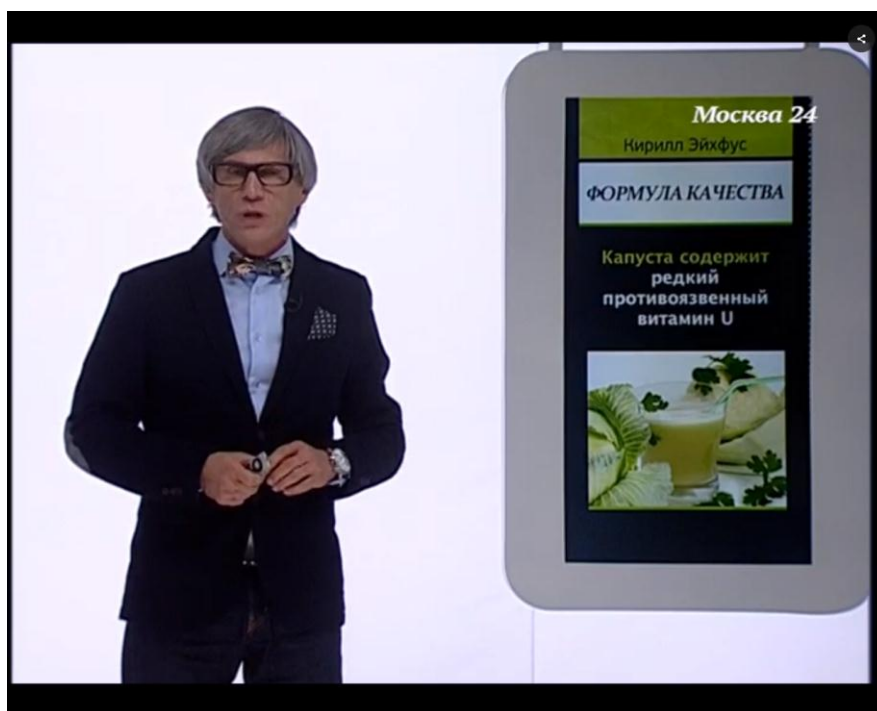 Москва 24
Кирилл Эйхфус
ФОРМУЛА КАЧЕСТВА
Капуста содержит
редкий
противоязвенный
витамин U